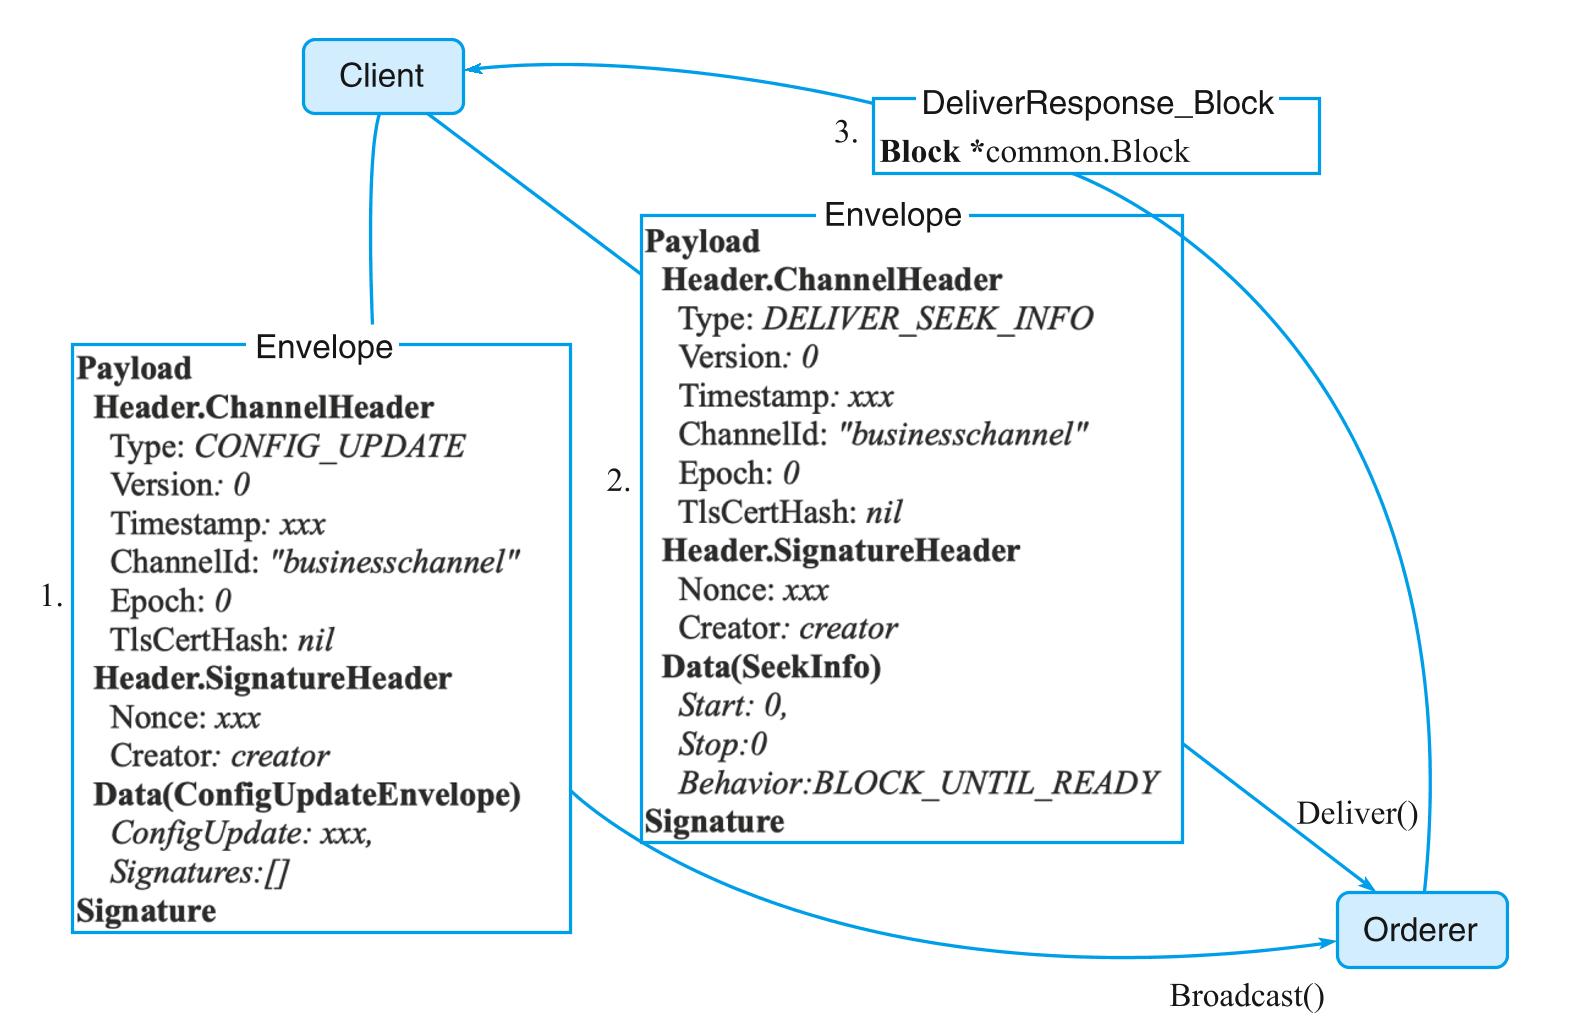 Client
DeliverResponse_Block
3.
Block *common.Block
Envelope
Payload
Header.ChannelHeader
Type: DELIVER_SEEK_INFO
Version: 0
Timestamp: xxx
ChannelId: "businesschannel"
Epoch: 0
TlsCertHash: nil
Header.SignatureHeader
Nonce: xxx
Creator: creator
Data(SeekInfo)
Start: 0,
Stop:0
Behavior:BLOCK_UNTIL_READY
Signature
2.
Envelope
Payload
Header.ChannelHeader
Type: CONFIG_UPDATE
Version: 0
Timestamp: xxx
ChannelId: "businesschannel"
Epoch: 0
TlsCertHash: nil
Header.SignatureHeader
Nonce: xxx
Creator: creator
Data(ConfigUpdateEnvelope)
ConfigUpdate: xxx,
Signatures:[]
Signature
1.
Deliver()
Orderer
Broadcast()